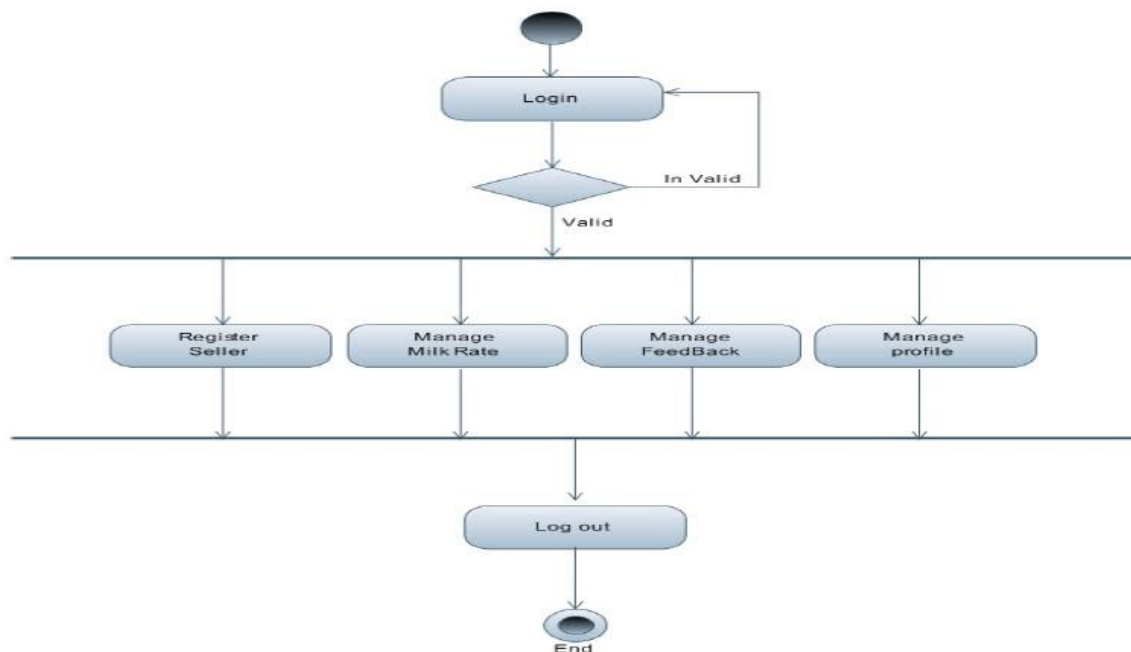 Login
In Valid
Valid
Register
Seller
Manage
Milk Rate
Manage
FeedBack
Manage
profile
Log out
End